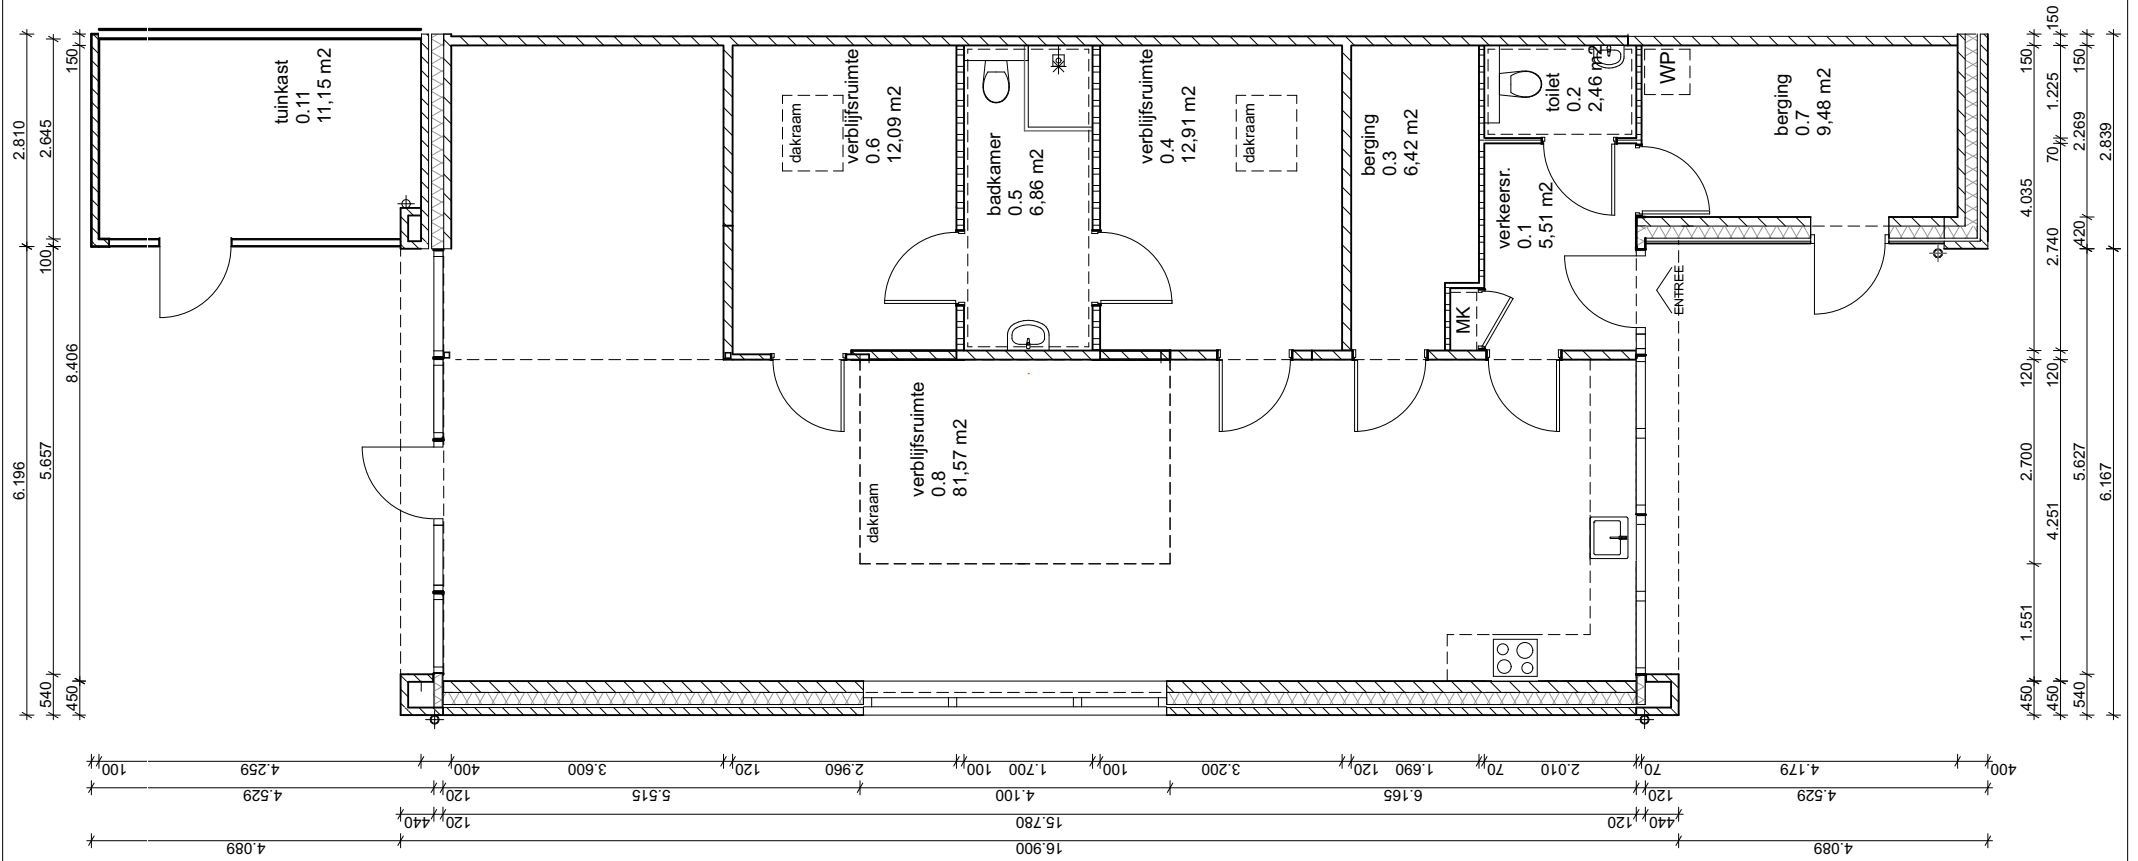 tuinkast
0.11
11,15 m2
dakraam
verblijfsruimte
0.6
12,09 m2
badkamer
0.5
6,86 m2
verblijfsruimte
0.4
12,91 m2
dakraam
berging
0.3
6,42 m2
toilet
0.2
2,46 m2
WP
berging
0.7
9,48 m2
verkeersr.
0.1
5,51 m2
MK
ENTREE
dakraam
verblijfsruimte
0.8
81,57 m2
2.810
6.196
2.645
100
5.657
540
150
8.406
450
150
4.035
120
2.700
1.551
450
150
1.225
70
2.740
120
4.251
450
150
2.269
420
5.627
540
2.839
6.167
100
4.259
400
3.600
120
2.960
100
1.700
100
3.200
120
1.690
70
2.010
70
4.179
400
4.529
120
5.515
4.100
6.165
120
4.529
440
120
15.780
120
440
4.089
16.900
4.089